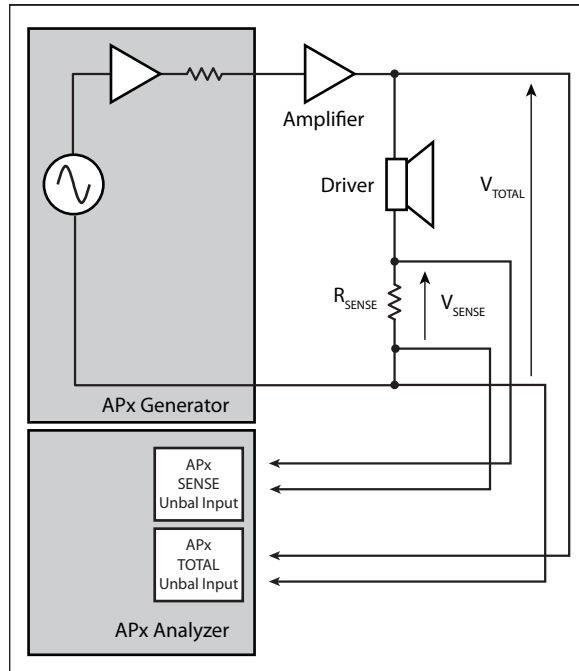 Amplifier
Driver
V_TOTAL
R_SENSE
V_SENSE
APx Generator
APx
SENSE
Unbal Input
APx
TOTAL
Unbal Input
APx Analyzer